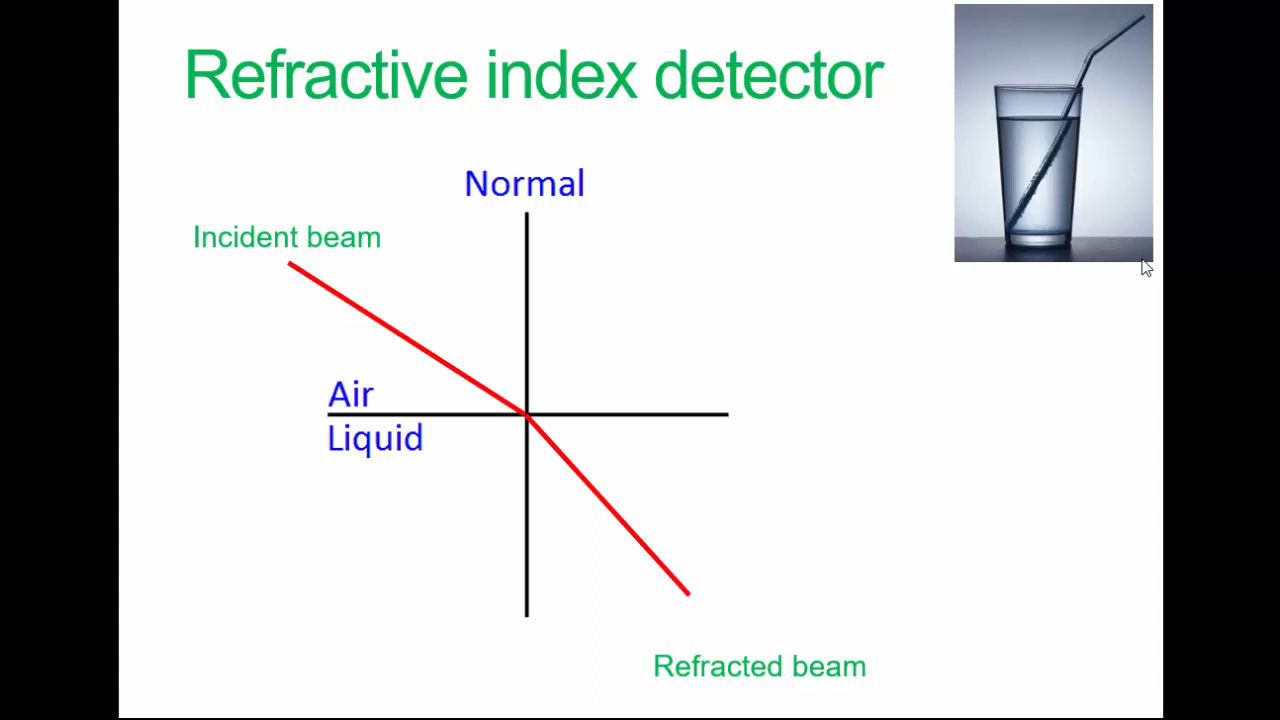 Refractive index detector
Normal
Incident beam
Air
Liquid
Refracted beam